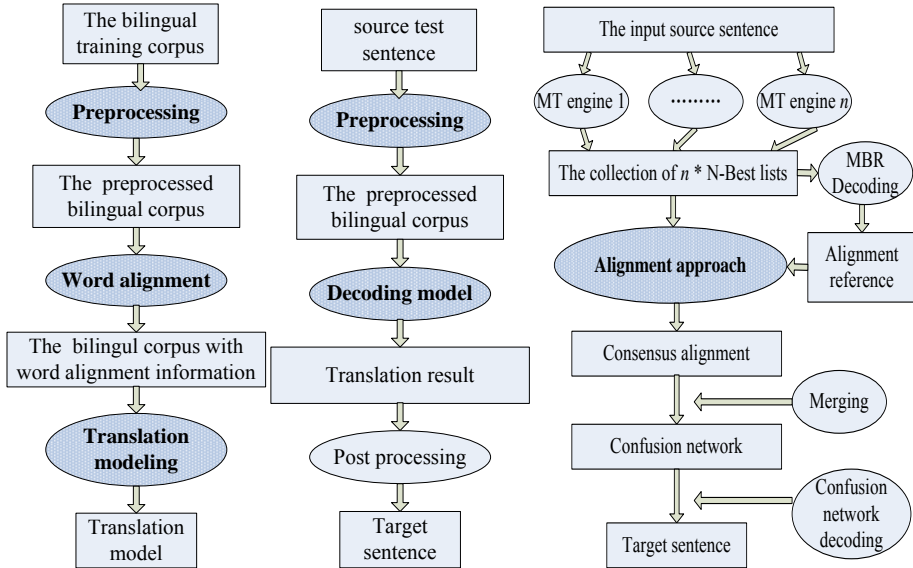 The bilingual
training corpus
Preprocessing
The preprocessed
bilingual corpus
Word alignment
The bilingul corpus with
word alignment information
Translation
modeling
Translation
model
source test
sentence
Preprocessing
The preprocessed
bilingual corpus
Decoding model
Translation result
Post processing
Target
sentence
The input source sentence
MT engine 1
.........
MT engine n
The collection of n * N-Best lists
MBR
Decoding
Alignment approach
Alignment
reference
Consensus alignment
Merging
Confusion network
Confusion
network
decoding
Target sentence